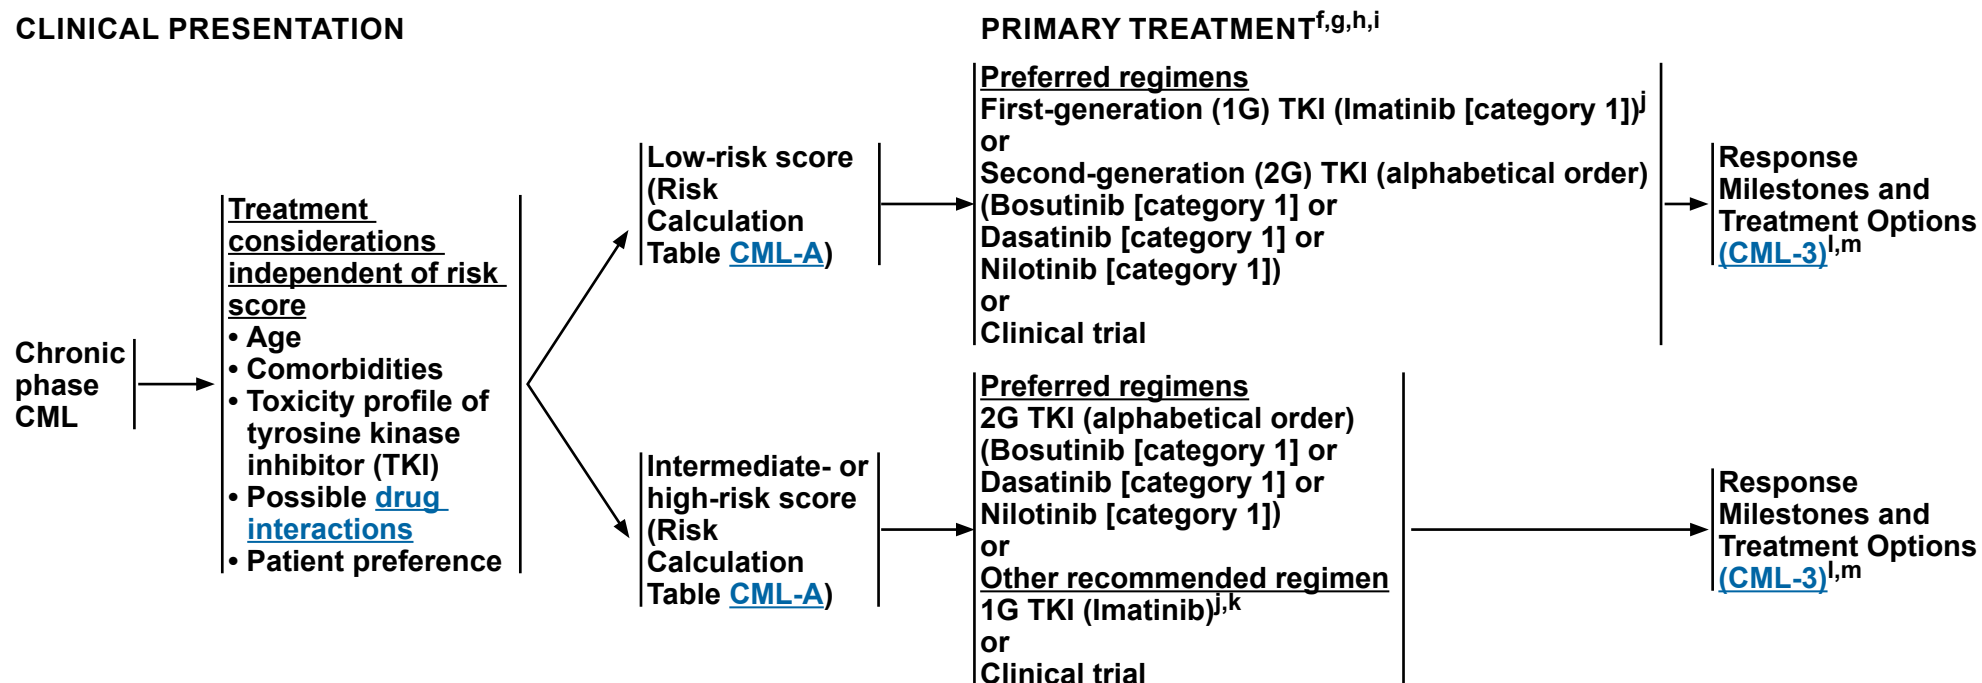 CLINICAL PRESENTATION
PRIMARY TREATMENTf,g,h,i
Chronic
phase
CML
Treatment
considerations
independent of risk
score
• Age
• Comorbidities
• Toxicity profile of
tyrosine kinase
inhibitor (TKI)
• Possible drug
interactions
• Patient preference
Low-risk score
(Risk
Calculation
Table CML-A)
Preferred regimens
First-generation (1G) TKI (Imatinib [category 1])j
or
Second-generation (2G) TKI (alphabetical order)
(Bosutinib [category 1] or
Dasatinib [category 1] or
Nilotinib [category 1])
or
Clinical trial
Response
Milestones and
Treatment Options
(CML-3)l,m
Intermediate- or
high-risk score
(Risk
Calculation
Table CML-A)
Preferred regimens
2G TKI (alphabetical order)
(Bosutinib [category 1] or
Dasatinib [category 1] or
Nilotinib [category 1])
or
Other recommended regimen
1G TKI (Imatinib)j,k
or
Clinical trial
Response
Milestones and
Treatment Options
(CML-3)l,m